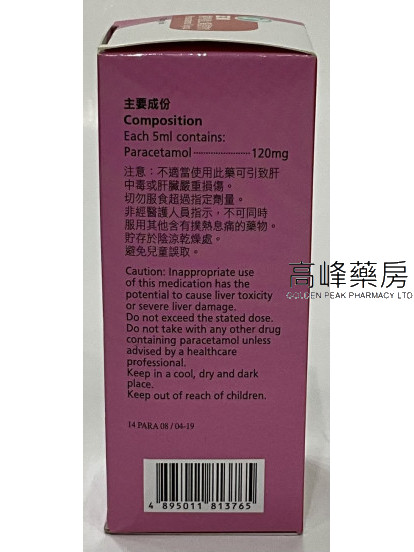 主要成份
Composition
Each 5ml contains:
Paracetamol ························ 120mg
注意：不適當使用此藥可引致肝
中毒或肝臟嚴重損傷。
切勿服食超過指定劑量。
非經醫護人員指示，不可同時
服用其他含有撲熱息痛的藥物。
貯存於陰涼乾燥處。
避免兒童誤取。
Caution: Inappropriate use
of this medication has the
potential to cause liver toxicity
or severe liver damage.
Do not exceed the stated dose.
Do not take with any other drug
containing paracetamol unless
advised by a healthcare
professional.
Keep in a cool, dry and dark
place.
Keep out of reach of children.
14 PARA 08 / 04-19
4 895011 813765
高峰藥房
GOLDEN PEAK PHARMACY LTD